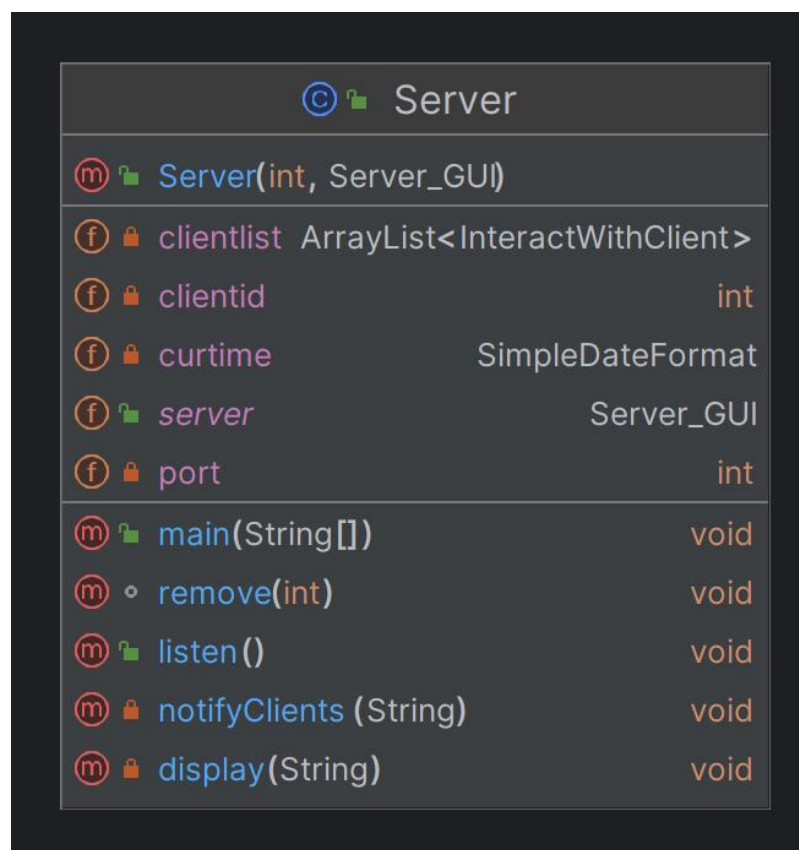 Server
Server(int, Server_GUI)
clientlist ArrayList<InteractWithClient>
clientid int
curtime SimpleDateFormat
server Server_GUI
port int
main(String[]) void
remove(int) void
listen() void
notifyClients (String) void
display(String) void